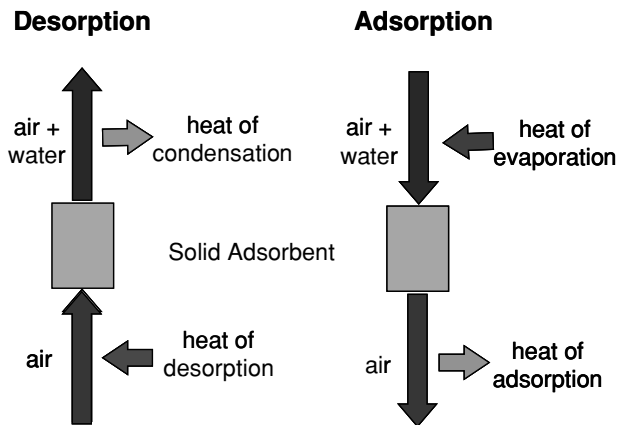 Desorption
Adsorption
air +
water
heat of
condensation
air +
water
heat of
evaporation
Solid Adsorbent
air
heat of
desorption
air
heat of
adsorption